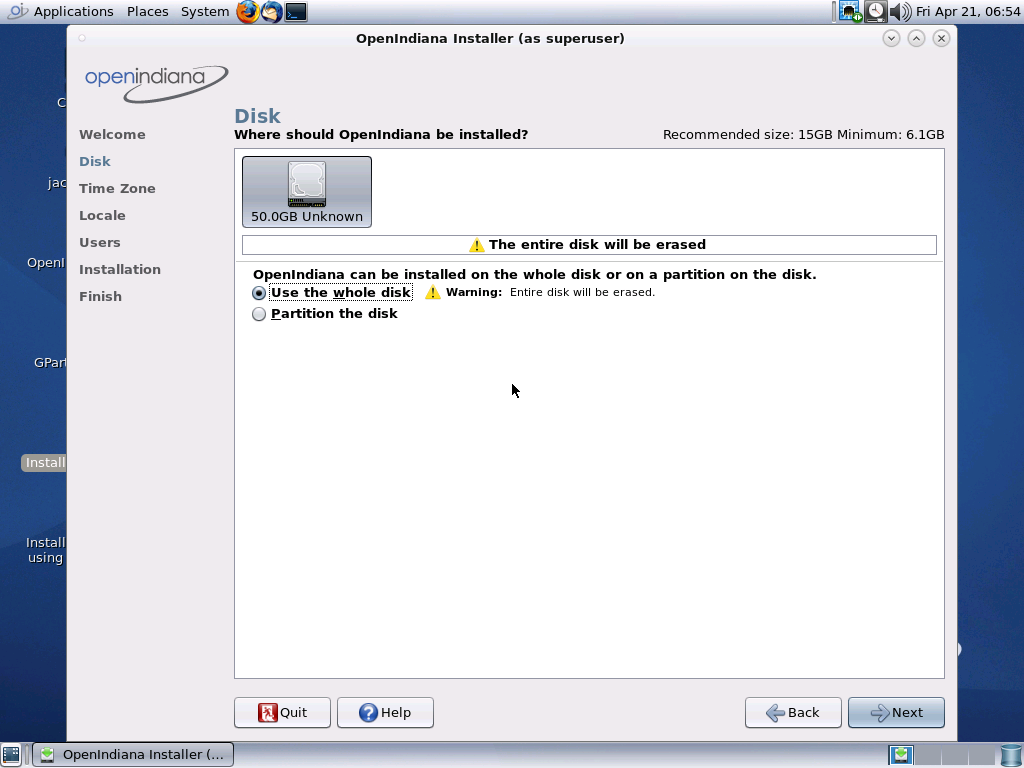 Applications Places System Fri Apr 21, 06:54
OpenIndiana Installer (as superuser)
openindiana
Disk
Where should OpenIndiana be installed? Recommended size: 15GB Minimum: 6.1GB
Welcome
Disk
Time Zone
Locale
Users
Installation
Finish
50.0GB Unknown
The entire disk will be erased
OpenIndiana can be installed on the whole disk or on a partition on the disk.
Use the whole disk Warning: Entire disk will be erased.
Partition the disk
C
jac
OpenI
GPart
Install
Install
using
Quit Help Back Next
OpenIndiana Installer (...